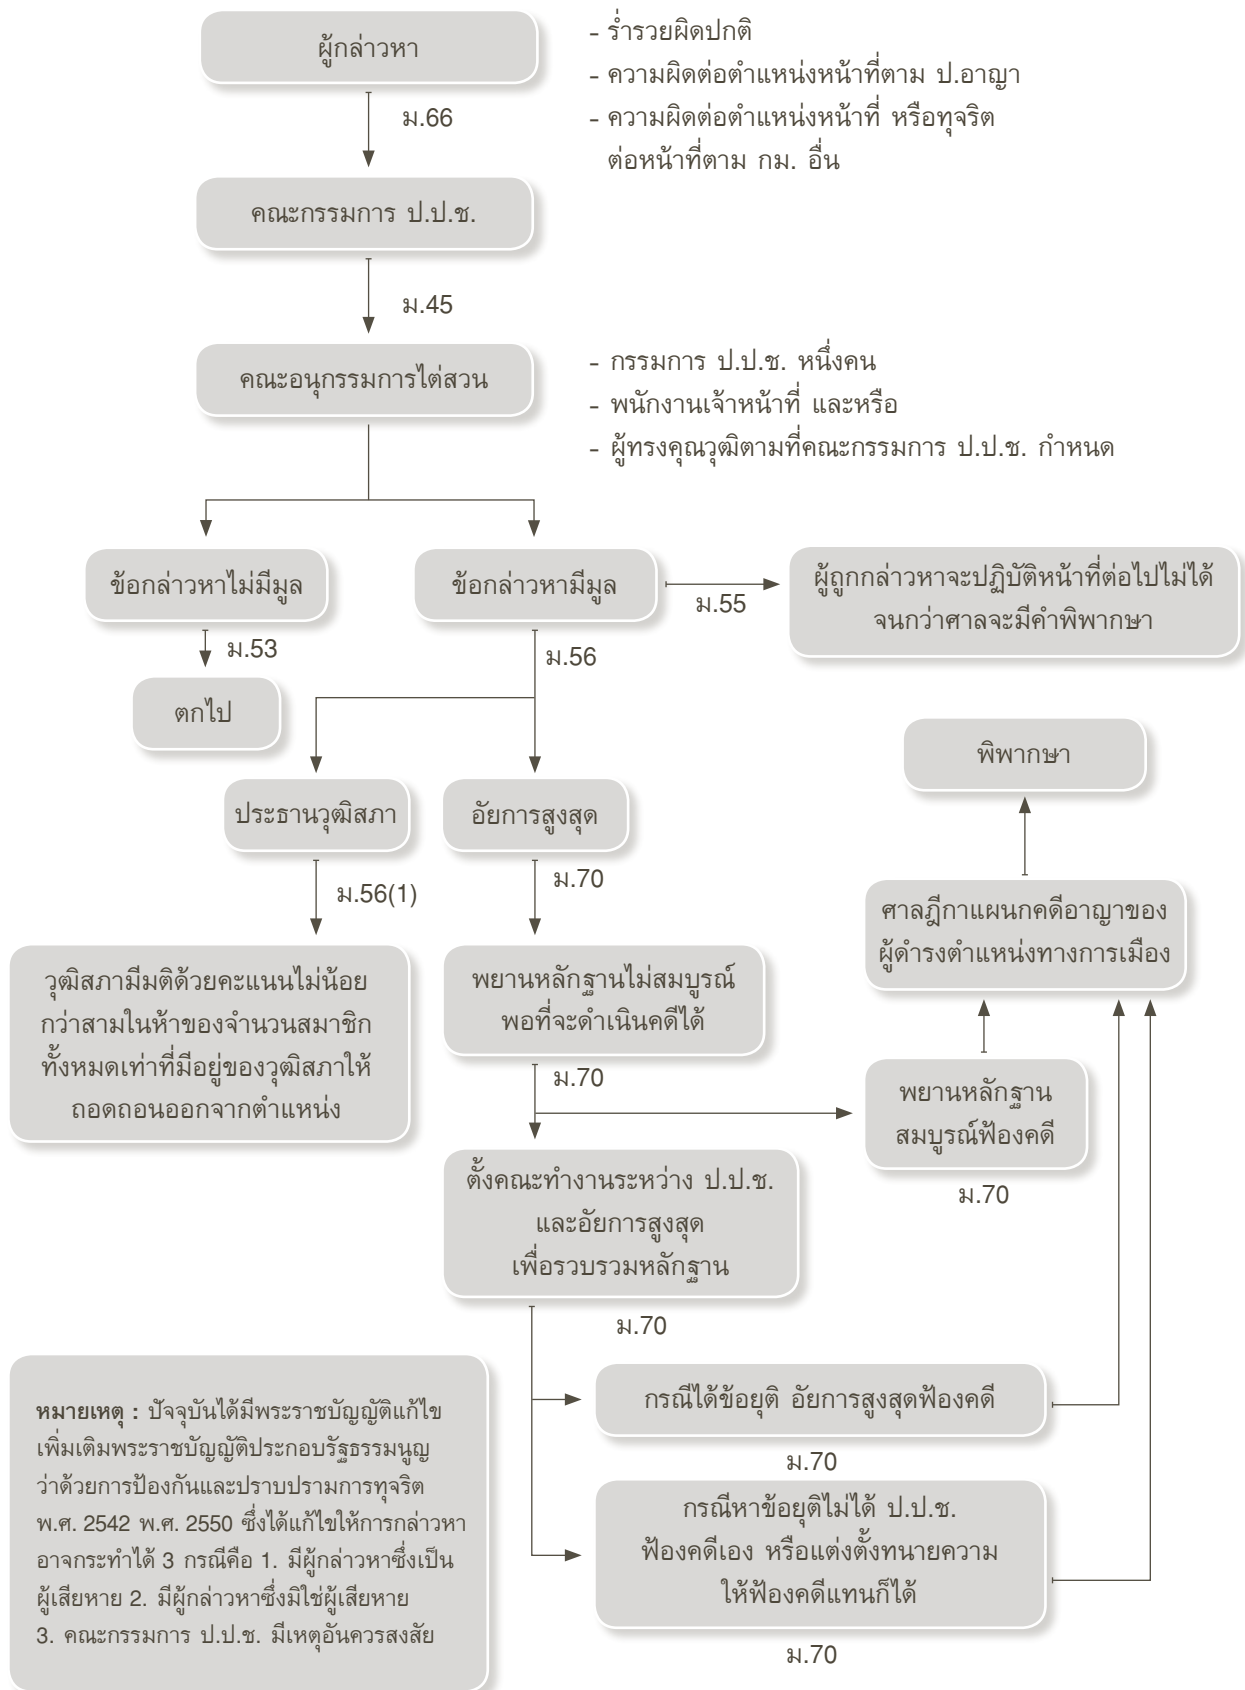 ผู้กล่าวหา
- ร่ำรวยผิดปกติ
- ความผิดต่อตำแหน่งหน้าที่ตาม ป.อาญา
- ความผิดต่อตำแหน่งหน้าที่ หรือทุจริต
ต่อหน้าที่ตาม กม. อื่น
ม.66
คณะกรรมการ ป.ป.ช.
ม.45
คณะอนุกรรมการไต่สวน
- กรรมการ ป.ป.ช. หนึ่งคน
- พนักงานเจ้าหน้าที่ และหรือ
- ผู้ทรงคุณวุฒิตามที่คณะกรรมการ ป.ป.ช. กำหนด
ข้อกล่าวหาไม่มีมูล
ข้อกล่าวหามีมูล
ม.55
ผู้ถูกกล่าวหาจะปฏิบัติหน้าที่ต่อไปไม่ได้
จนกว่าศาลจะมีคำพิพากษา
ม.53
ม.56
ตกไป
พิพากษา
ประธานวุฒิสภา
อัยการสูงสุด
ม.56(1)
ม.70
ศาลฎีกาแผนกคดีอาญาของ
ผู้ดำรงตำแหน่งทางการเมือง
วุฒิสภามีมติด้วยคะแนนไม่น้อย
กว่าสามในห้าของจำนวนสมาชิก
ทั้งหมดเท่าที่มีอยู่ของวุฒิสภาให้
ถอดถอนออกจากตำแหน่ง
พยานหลักฐานไม่สมบูรณ์
พอที่จะดำเนินคดีได้
ม.70
พยานหลักฐาน
สมบูรณ์ฟ้องคดี
ม.70
ตั้งคณะทำงานระหว่าง ป.ป.ช.
และอัยการสูงสุด
เพื่อรวบรวมหลักฐาน
ม.70
กรณีได้ข้อยุติ อัยการสูงสุดฟ้องคดี
ม.70
กรณีหาข้อยุติไม่ได้ ป.ป.ช.
ฟ้องคดีเอง หรือแต่งตั้งทนายความ
ให้ฟ้องคดีแทนก็ได้
ม.70
หมายเหตุ : ปัจจุบันได้มีพระราชบัญญัติแก้ไข
เพิ่มเติมพระราชบัญญัติประกอบรัฐธรรมนูญ
ว่าด้วยการป้องกันและปราบปรามการทุจริต
พ.ศ. 2542 พ.ศ. 2550 ซึ่งได้แก้ไขให้การกล่าวหา
อาจกระทำได้ 3 กรณีคือ 1. มีผู้กล่าวหาซึ่งเป็น
ผู้เสียหาย 2. มีผู้กล่าวหาซึ่งมิใช่ผู้เสียหาย
3. คณะกรรมการ ป.ป.ช. มีเหตุอันควรสงสัย